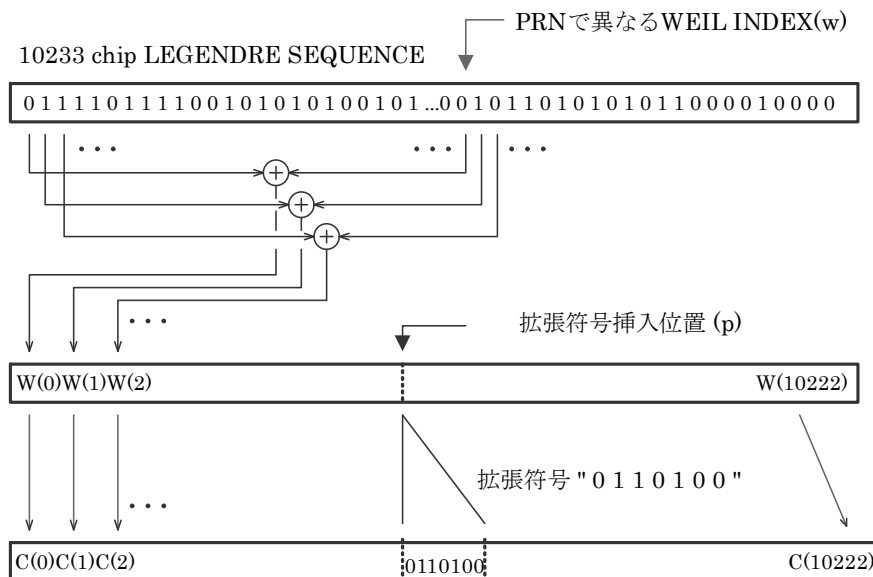 PRNで異なるWEIL INDEX(w)
10233 chip LEGENDRE SEQUENCE
0 1 1 1 1 0 1 1 1 1 0 0 1 0 1 0 1 0 1 0 0 1 0 1 ...0 0 1 0 1 1 0 1 0 1 0 1 0 1 1 0 0 0 0 1 0 0 0 0
... ... ...
+
+
+
...
拡張符号挿入位置 (p)
W(0)W(1)W(2) W(10222)
拡張符号 " 0 1 1 0 1 0 0 "
...
C(0)C(1)C(2) 0110100 C(10222)